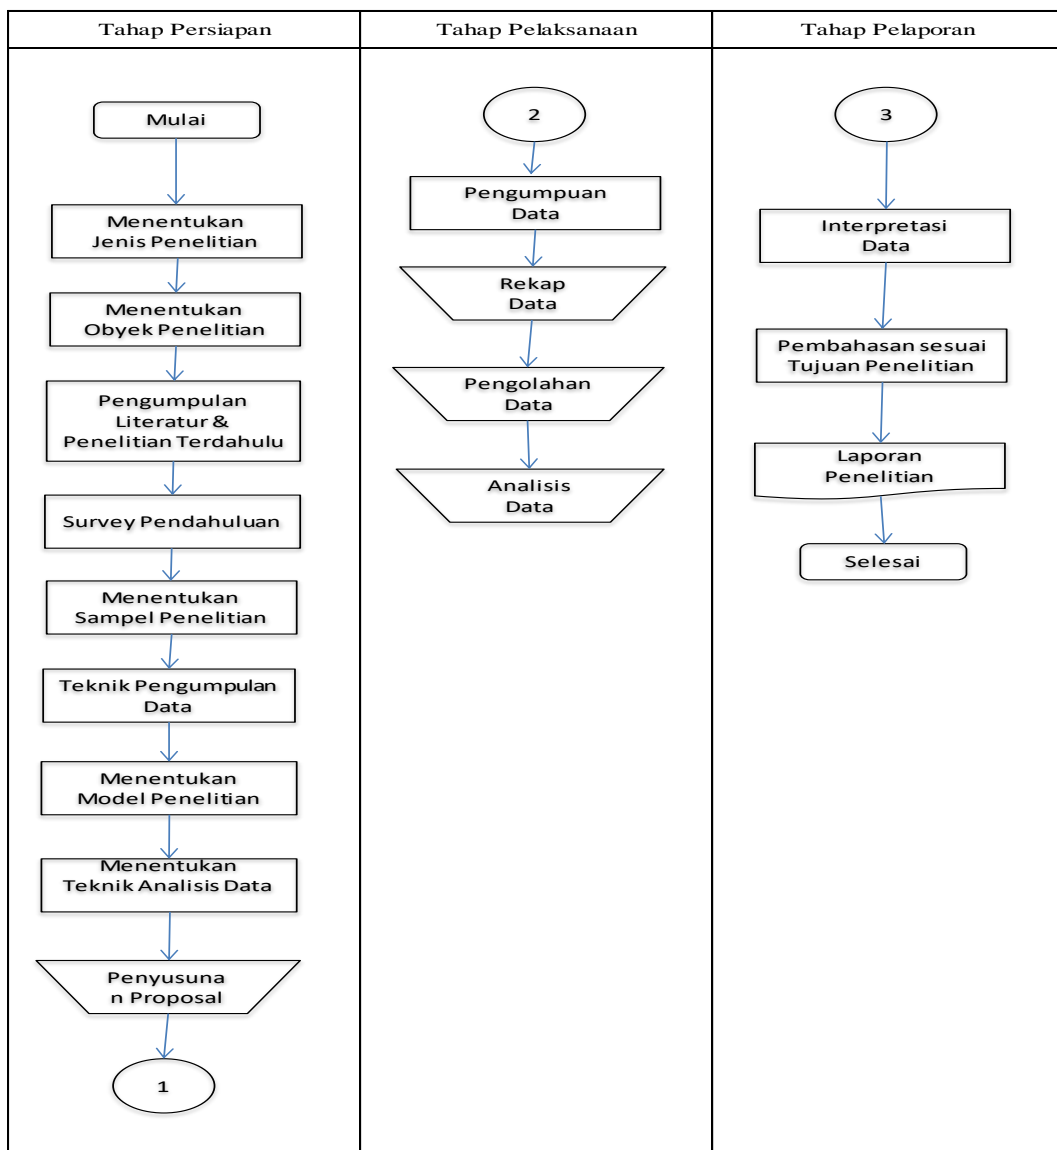 Tahap Persiapan
Tahap Pelaksanaan
Tahap Pelaporan
Mulai
Menentukan
Jenis Penelitian
Menentukan
Obyek Penelitian
Pengumpulan
Literatur &
Penelitian Terdahulu
Survey Pendahuluan
Menentukan
Sampel Penelitian
Teknik Pengumpulan
Data
Menentukan
Model Penelitian
Menentukan
Teknik Analisis Data
Penyusuna
n Proposal
1
2
Pengumpuan
Data
Rekap
Data
Pengolahan
Data
Analisis
Data
3
Interpretasi
Data
Pembahasan sesuai
Tujuan Penelitian
Laporan
Penelitian
Selesai